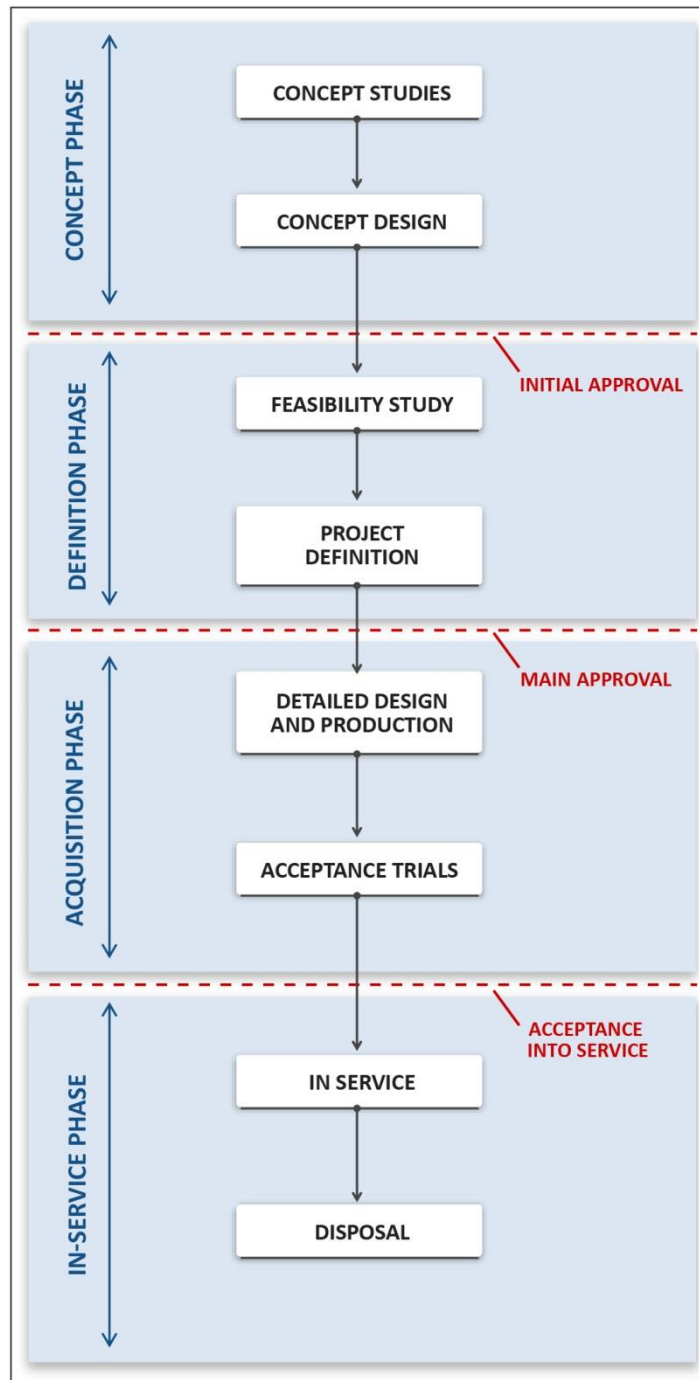 CONCEPT PHASE
CONCEPT STUDIES
CONCEPT DESIGN
INITIAL APPROVAL
DEFINITION PHASE
FEASIBILITY STUDY
PROJECT
DEFINITION
MAIN APPROVAL
ACQUISITION PHASE
DETAILED DESIGN
AND PRODUCTION
ACCEPTANCE TRIALS
ACCEPTANCE
INTO SERVICE
IN-SERVICE PHASE
IN SERVICE
DISPOSAL